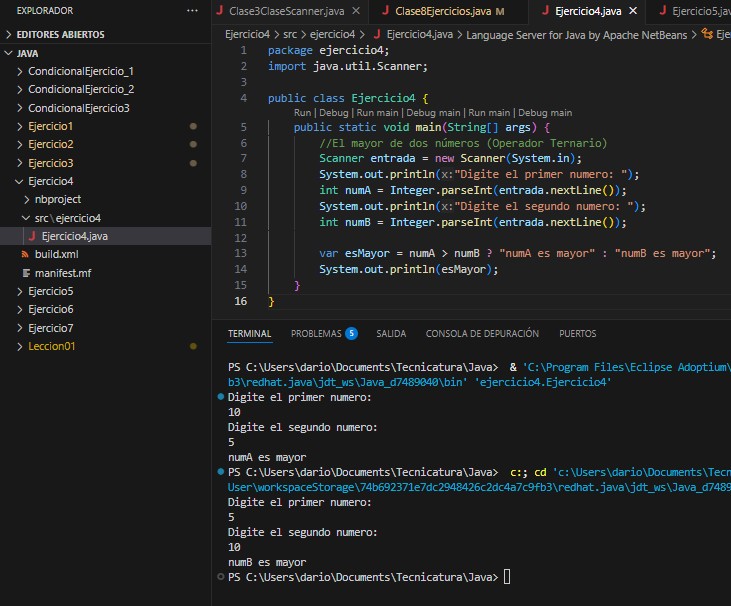 EXPLORADOR ···
EDITORES ABIERTOS
JAVA
CondicionalEjercicio_1
CondicionalEjercicio_2
CondicionalEjercicio3
Ejercicio1
Ejercicio2
Ejercicio3
Ejercicio4
nbproject
src\ejercicio4
Ejercicio4.java
build.xml
manifest.mf
Ejercicio5
Ejercicio6
Ejercicio7
Leccion01
Clase3ClaseScanner.java Clase8Ejercicios.java M Ejercicio4.java Ejercicio5.jav
Ejercicio4 > src > ejercicio4 > Ejercicio4.java > Language Server for Java by Apache NetBeans > Eje
1 package ejercicio4;
2 import java.util.Scanner;
3
4 public class Ejercicio4 {
Run | Debug | Run main | Debug main | Run main | Debug main
5 public static void main(String[] args) {
6 //El mayor de dos números (Operador Ternario)
7 Scanner entrada = new Scanner(System.in);
8 System.out.println(x:"Digite el primer numero: ");
9 int numA = Integer.parseInt(entrada.nextLine());
10 System.out.println(x:"Digite el segundo numero: ");
11 int numB = Integer.parseInt(entrada.nextLine());
12
13 var esMayor = numA > numB ? "numA es mayor" : "numB es mayor";
14 System.out.println(esMayor);
15 }
16 }
TERMINAL PROBLEMAS 5 SALIDA CONSOLA DE DEPURACIÓN PUERTOS
PS C:\Users\dario\Documents\Tecnicatura\Java> & 'C:\Program Files\Eclipse Adoptium\
b3\redhat.java\jdt_ws\Java_d7489040\bin' 'ejercicio4.Ejercicio4'
Digite el primer numero:
10
Digite el segundo numero:
5
numA es mayor
PS C:\Users\dario\Documents\Tecnicatura\Java> c:; cd 'c:\Users\dario\Documents\Tecn
User\workspaceStorage\74b692371e7dc2948426c2dc4a7c9fb3\redhat.java\jdt_ws\Java_d7489
Digite el primer numero:
5
Digite el segundo numero:
10
numB es mayor
PS C:\Users\dario\Documents\Tecnicatura\Java>